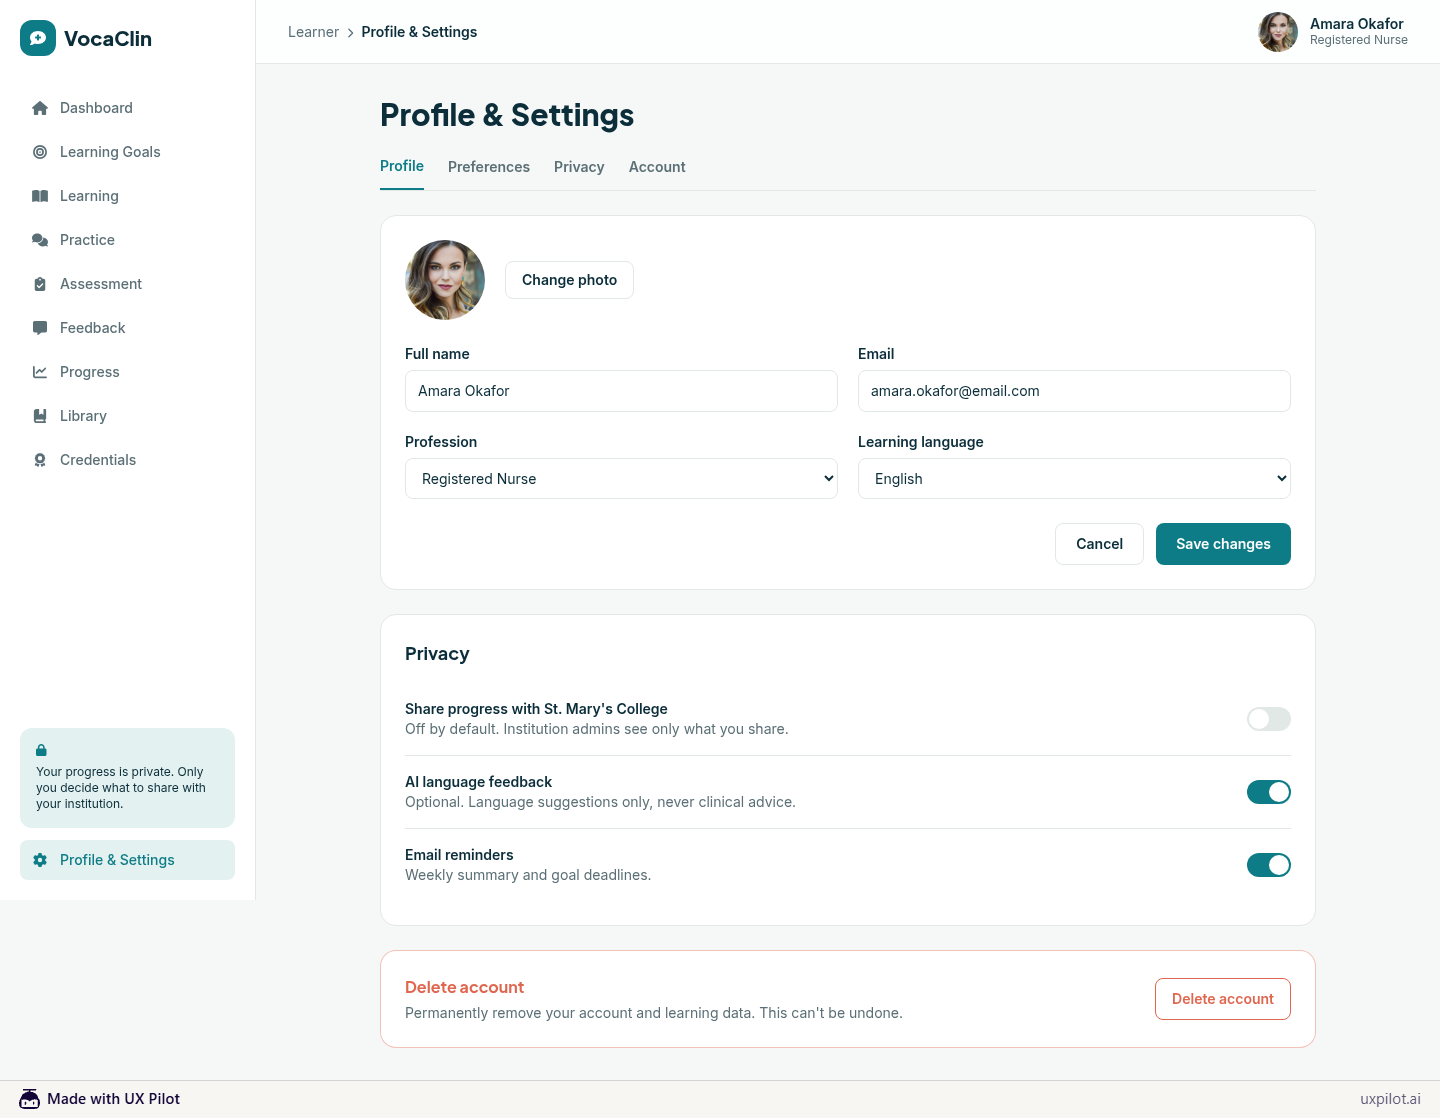 VocaClin
Dashboard
Learning Goals
Learning
Practice
Assessment
Feedback
Progress
Library
Credentials
Your progress is private. Only
you decide what to share with
your institution.
Profile & Settings
Learner
Profile & Settings
Amara Okafor
Registered Nurse
Profile & Settings
Profile
Preferences
Privacy
Account
Change photo
Full name
Email
Amara Okafor
amara.okafor@email.com
Profession
Learning language
Registered Nurse
English
Cancel
Save changes
Privacy
Share progress with St. Mary's College
Off by default. Institution admins see only what you share.
AI language feedback
Optional. Language suggestions only, never clinical advice.
Email reminders
Weekly summary and goal deadlines.
Delete account
Permanently remove your account and learning data. This can't be undone.
Delete account
Made with UX Pilot
uxpilot.ai